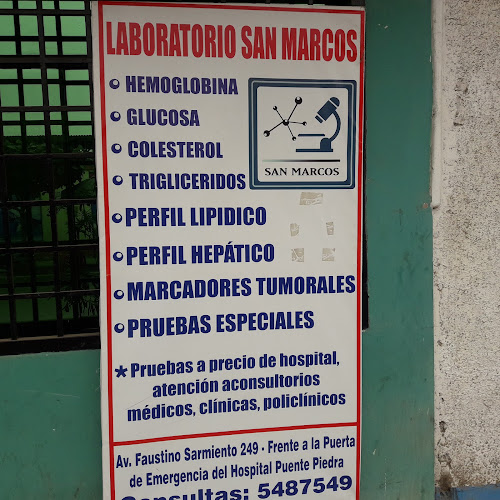 LABORATORIO SAN MARCOS
HEMOGLOBINA
GLUCOSA
COLESTEROL
TRIGLICERIDOS
SAN MARCOS
PERFIL LIPIDICO
PERFIL HEPÁTICO
MARCADORES TUMORALES
PRUEBAS ESPECIALES
* Pruebas a precio de hospital,
atención aconsultorios
médicos, clínicas, policlínicos
Av. Faustino Sarmiento 249 - Frente a la Puerta
de Emergencia del Hospital Puente Piedra
Consultas: 5487549